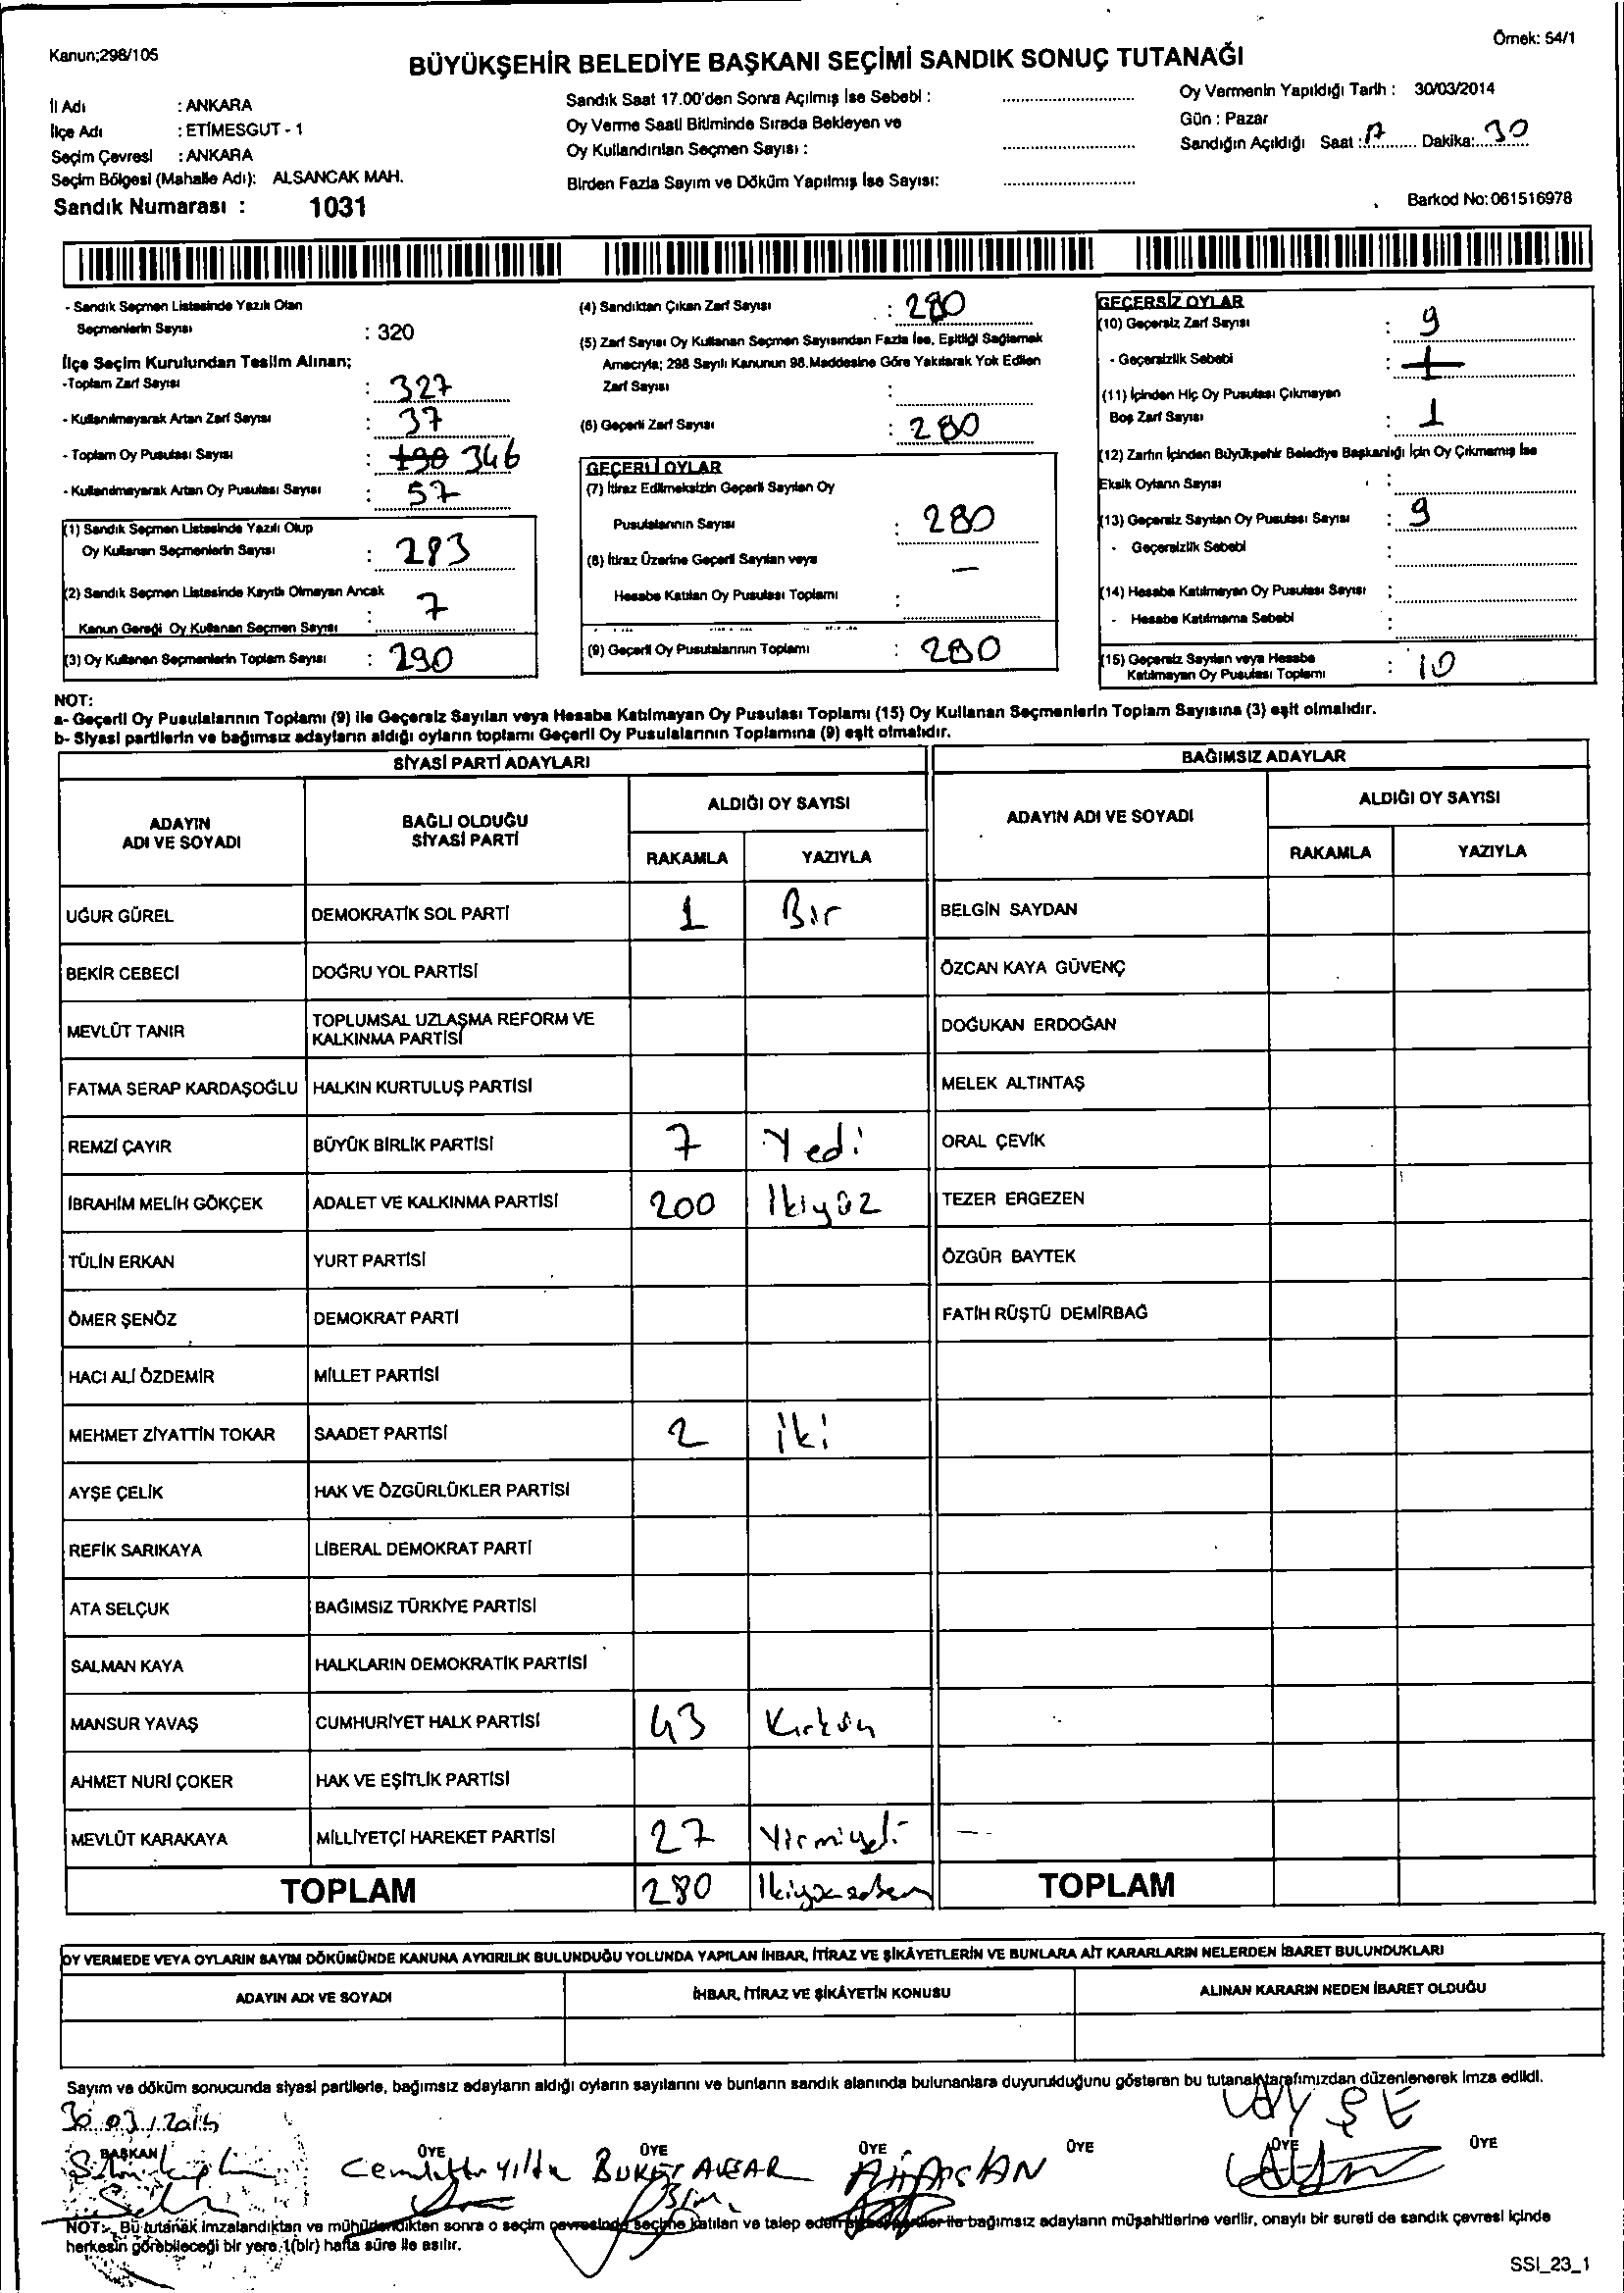 Kanun;298/105
Örnek: 54/1
BÜYÜKŞEHİR BELEDİYE BAŞKANI SEÇİMİ SANDIK SONUÇ TUTANAĞI
İl Adı : ANKARA
İlçe Adı : ETİMESGUT - 1
Seçim Çevresi : ANKARA
Seçim Bölgesi (Mahalle Adı): ALSANCAK MAH.
Sandık Numarası : 1031
Sandık Saat 17.00'den Sonra Açılmış İse Sebebi :
Oy Verme Saati Bitiminde Sırada Bekleyen ve
Oy Kullandırılan Seçmen Sayısı :
Birden Fazla Sayım ve Döküm Yapılmış İse Sayısı:
Oy Vermenin Yapıldığı Tarih : 30/03/2014
Gün : Pazar
Sandığın Açıldığı Saat : 17 Dakika: 30
Barkod No: 061516978
- Sandık Seçmen Listesinde Yazılı Olan
Seçmenlerin Sayısı : 320
İlçe Seçim Kurulundan Teslim Alınan;
-Toplam Zarf Sayısı : 327
- Kullanılmayarak Artan Zarf Sayısı : 37
- Toplam Oy Pusulası Sayısı : 346
- Kullanılmayarak Artan Oy Pusulası Sayısı : 57
(1) Sandık Seçmen Listesinde Yazılı Olup
Oy Kullanan Seçmenlerin Sayısı : 283
(2) Sandık Seçmen Listesinde Kayıtlı Olmayan Ancak
Kanun Gereği Oy Kullanan Seçmen Sayısı : 7
(3) Oy Kullanan Seçmenlerin Toplam Sayısı : 290
(4) Sandıktan Çıkan Zarf Sayısı : 280
(5) Zarf Sayısı Oy Kullanan Seçmen Sayısından Fazla İse, Eşitliği Sağlamak
Amacıyla; 298 Sayılı Kanunun 98.Maddesine Göre Yakılarak Yok Edilen
Zarf Sayısı :
(6) Geçerli Zarf Sayısı : 280
GEÇERLİ OYLAR
(7) İtiraz Edilmeksizin Geçerli Sayılan Oy
Pusulalarının Sayısı : 280
(8) İtiraz Üzerine Geçerli Sayılan veya
Hesaba Katılan Oy Pusulası Toplamı : —
(9) Geçerli Oy Pusulalarının Toplamı : 280
GEÇERSİZ OYLAR
(10) Geçersiz Zarf Sayısı : 9
- Geçersizlik Sebebi :
(11) İçinden Hiç Oy Pusulası Çıkmayan
Boş Zarf Sayısı : 1
(12) Zarfın İçinden Büyükşehir Belediye Başkanlığı İçin Oy Çıkmamış İse
Eksik Oyların Sayısı :
(13) Geçersiz Sayılan Oy Pusulası Sayısı : 9
- Geçersizlik Sebebi :
(14) Hesaba Katılmayan Oy Pusulası Sayısı :
- Hesaba Katılmama Sebebi :
(15) Geçersiz Sayılan veya Hesaba
Katılmayan Oy Pusulası Toplamı : 10
NOT:
a- Geçerli Oy Pusulalarının Toplamı (9) ile Geçersiz Sayılan veya Hesaba Katılmayan Oy Pusulası Toplamı (15) Oy Kullanan Seçmenlerin Toplam Sayısına (3) eşit olmalıdır.
b- Siyasi partilerin ve bağımsız adayların aldığı oyların toplamı Geçerli Oy Pusulalarının Toplamına (9) eşit olmalıdır.
SİYASİ PARTİ ADAYLARI
BAĞIMSIZ ADAYLAR
ADAYIN ADI VE SOYADI
BAĞLI OLDUĞU SİYASİ PARTİ
ALDIĞI OY SAYISI
RAKAMLA YAZIYLA
ADAYIN ADI VE SOYADI
ALDIĞI OY SAYISI
RAKAMLA YAZIYLA
UĞUR GÜREL DEMOKRATİK SOL PARTİ 1 Bir BELGİN SAYDAN
BEKİR CEBECİ DOĞRU YOL PARTİSİ ÖZCAN KAYA GÜVENÇ
MEVLÜT TANIR TOPLUMSAL UZLAŞMA REFORM VE KALKINMA PARTİSİ DOĞUKAN ERDOĞAN
FATMA SERAP KARDAŞOĞLU HALKIN KURTULUŞ PARTİSİ MELEK ALTINTAŞ
REMZİ ÇAYIR BÜYÜK BİRLİK PARTİSİ 7 Yedi ORAL ÇEVİK
İBRAHİM MELİH GÖKÇEK ADALET VE KALKINMA PARTİSİ 200 İkiyüz TEZER ERGEZEN
TÜLİN ERKAN YURT PARTİSİ ÖZGÜR BAYTEK
ÖMER ŞENÖZ DEMOKRAT PARTİ FATİH RÜŞTÜ DEMİRBAĞ
HACI ALİ ÖZDEMİR MİLLET PARTİSİ
MEHMET ZİYATTİN TOKAR SAADET PARTİSİ 2 iki
AYŞE ÇELİK HAK VE ÖZGÜRLÜKLER PARTİSİ
REFİK SARIKAYA LİBERAL DEMOKRAT PARTİ
ATA SELÇUK BAĞIMSIZ TÜRKİYE PARTİSİ
SALMAN KAYA HALKLARIN DEMOKRATİK PARTİSİ
MANSUR YAVAŞ CUMHURİYET HALK PARTİSİ 43 Kırküç
AHMET NURİ ÇOKER HAK VE EŞİTLİK PARTİSİ
MEVLÜT KARAKAYA MİLLİYETÇİ HAREKET PARTİSİ 27 Yirmiyedi
TOPLAM 280 İkiyüzseksen TOPLAM
OY VERMEDE VEYA OYLARIN SAYIM DÖKÜMÜNDE KANUNA AYKIRILIK BULUNDUĞU YOLUNDA YAPILAN İHBAR, İTİRAZ VE ŞİKÂYETLERİN VE BUNLARA AİT KARARLARIN NELERDEN İBARET BULUNDUKLARI
ADAYIN ADI VE SOYADI İHBAR, İTİRAZ VE ŞİKÂYETİN KONUSU ALINAN KARARIN NEDEN İBARET OLDUĞU
Sayım ve döküm sonucunda siyasi partilerle, bağımsız adayların aldığı oyların sayılarını ve bunların sandık alanında bulunanlara duyurulduğunu gösteren bu tutanak tarafımızdan düzenlenerek imza edildi.
30.03.2014
AYŞE
BAŞKAN ÜYE ÜYE ÜYE ÜYE ÜYE ÜYE
NOT:- Bu tutanak imzalandıktan ve mühürlendikten sonra o seçim çevresinde seçime katılan ve talep eden siyasi partiler ile bağımsız adayların müşahitlerine verilir, onaylı bir sureti de sandık çevresi içinde
herkesin görebileceği bir yere 1(bir) hafta süre ile asılır.
SSI_23_1